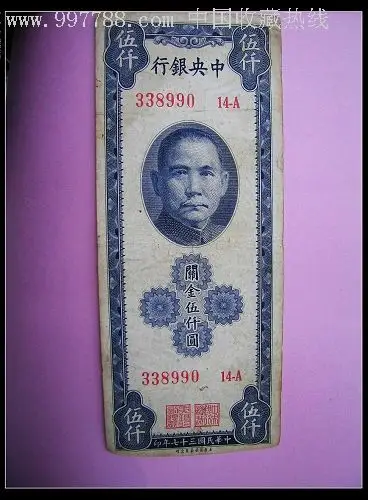 www.997788.com 中国收藏热线
伍仟 伍仟
行銀央中
338990 14-A
關金伍仟圓
338990 14-A
伍仟 伍仟
印年七十三國民華中